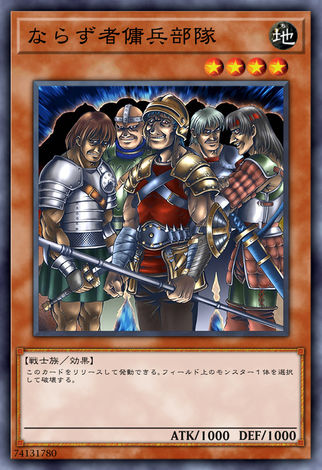 ならず者傭兵部隊
地
【戦士族／効果】
このカードをリリースして発動できる。フィールド上のモンスター１体を選択
して破壊する。
ATK/1000 DEF/1000
74131780